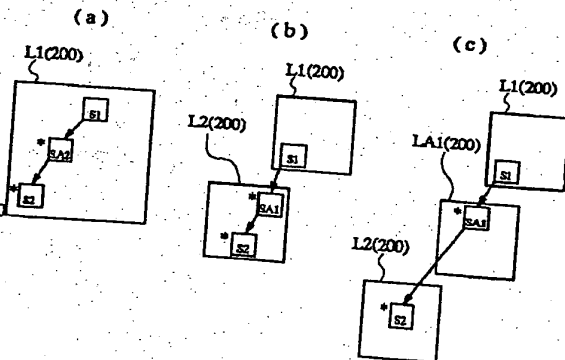 (a)
L1(200)
S1
*
SA2
*
S2
(b)
L1(200)
L2(200)
S1
*
SA1
*
S2
(c)
L1(200)
LA1(200)
S1
*
SA1
L2(200)
*
S2